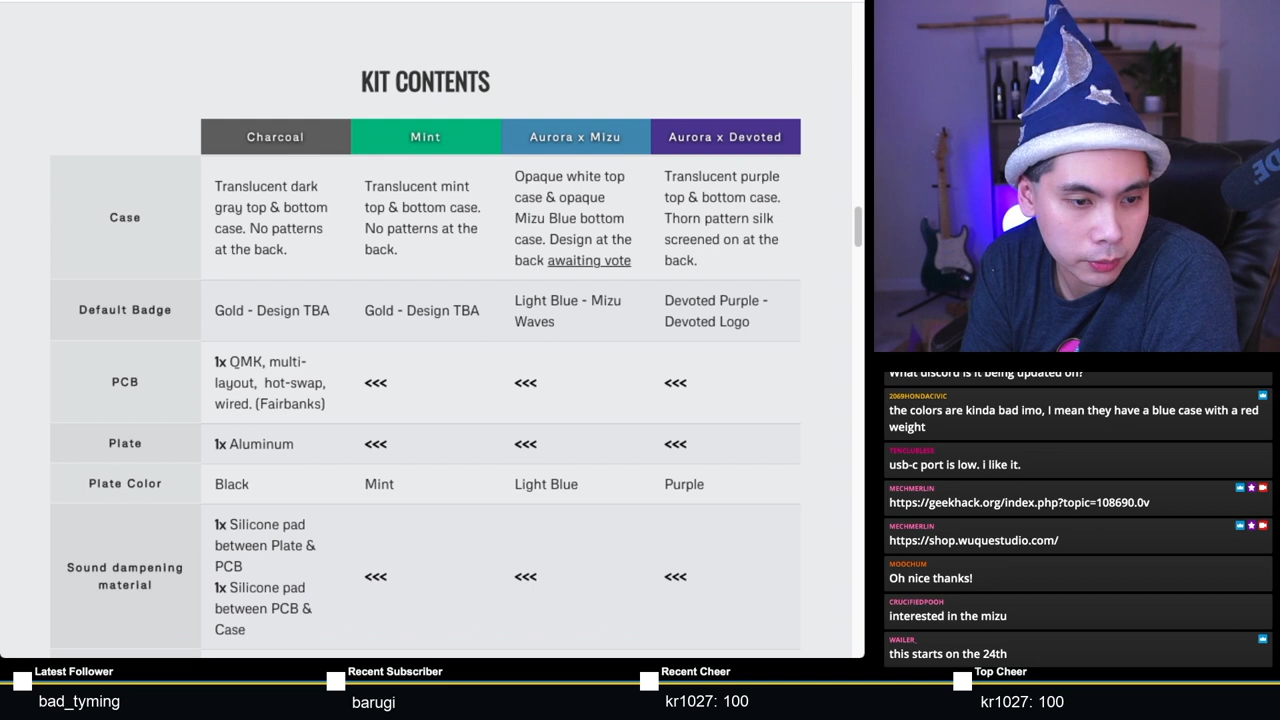 KIT CONTENTS
Charcoal
Mint
Aurora x Mizu
Aurora x Devoted
Case
Translucent dark
gray top & bottom
case. No patterns
at the back.
Translucent mint
top & bottom case.
No patterns at the
back.
Opaque white top
case & opaque
Mizu Blue bottom
case. Design at the
back awaiting vote
Translucent purple
top & bottom case.
Thorn pattern silk
screened on at the
back.
Default Badge
Gold - Design TBA
Gold - Design TBA
Light Blue - Mizu
Waves
Devoted Purple -
Devoted Logo
PCB
1x QMK, multi-
layout, hot-swap,
wired. (Fairbanks)
<<<
<<<
<<<
Plate
1x Aluminum
<<<
<<<
<<<
Plate Color
Black
Mint
Light Blue
Purple
Sound dampening
material
1x Silicone pad
between Plate &
PCB
1x Silicone pad
between PCB &
Case
<<<
<<<
<<<
What discord is it being updated on?
2069HONDACIVIC
the colors are kinda bad imo, I mean they have a blue case with a red
weight
TENCLUELESS
usb-c port is low. i like it.
MECHMERLIN
https://geekhack.org/index.php?topic=108690.0v
MECHMERLIN
https://shop.wuquestudio.com/
MOOCHUM
Oh nice thanks!
CRUCIFIEDPOOH
interested in the mizu
WAILER_
this starts on the 24th
Latest Follower
bad_tyming
Recent Subscriber
barugi
Recent Cheer
kr1027: 100
Top Cheer
kr1027: 100